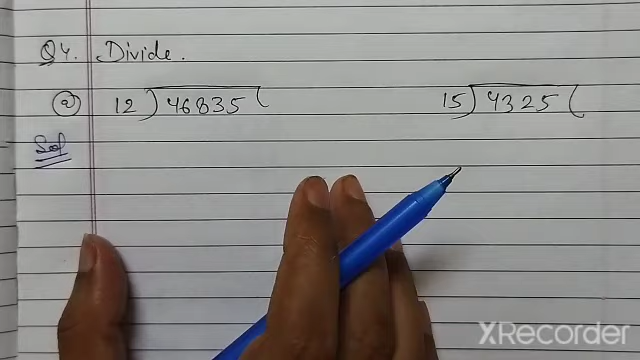 Q4. Divide.
(a) 12) 46835 ( 15) 4325 (
Sol
XRecorder